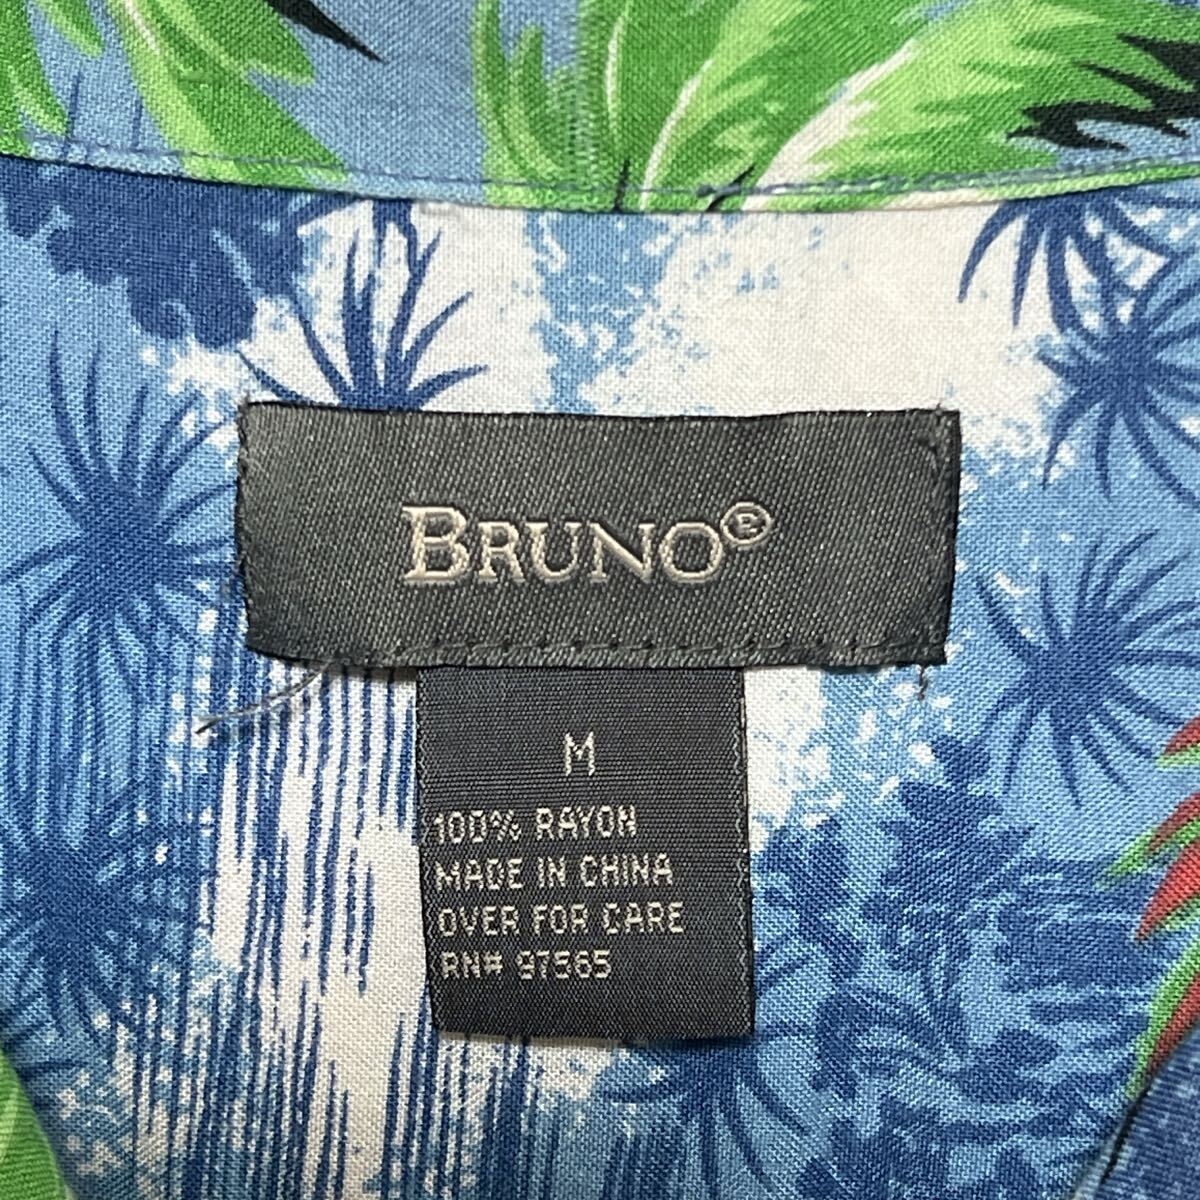 BRUNO®
M
100% RAYON
MADE IN CHINA
OVER FOR CARE
RN# 97565